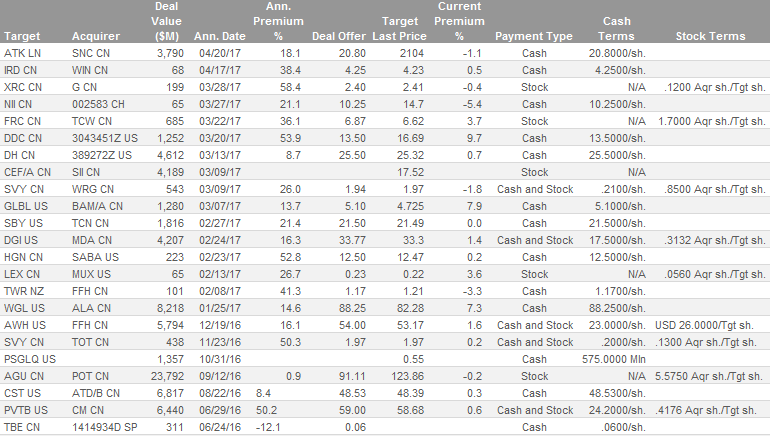 Target Acquirer Deal Value ($M) Ann. Date Ann. Premium % Deal Offer Target Last Price Current Premium % Payment Type Cash Terms Stock Terms
ATK LN SNC CN 3,790 04/20/17 18.1 20.80 2104 -1.1 Cash 20.8000/sh.
IRD CN WIN CN 68 04/17/17 38.4 4.25 4.23 0.5 Cash 4.2500/sh.
XRC CN G CN 199 03/28/17 58.4 2.40 2.41 -0.4 Stock N/A .1200 Aqr sh./Tgt sh.
NII CN 002583 CH 65 03/27/17 21.1 10.25 14.7 -5.4 Cash 10.2500/sh.
FRC CN TCW CN 685 03/22/17 36.1 6.87 6.62 3.7 Stock N/A 1.7000 Aqr sh./Tgt sh.
DDC CN 3043451Z US 1,252 03/20/17 53.9 13.50 16.69 9.7 Cash 13.5000/sh.
DH CN 389272Z US 4,612 03/13/17 8.7 25.50 25.32 0.7 Cash 25.5000/sh.
CEF/A CN SII CN 4,189 03/09/17 17.52 Stock N/A
SVY CN WRG CN 543 03/09/17 26.0 1.94 1.97 -1.8 Cash and Stock .2100/sh. .8500 Aqr sh./Tgt sh.
GLBL US BAM/A CN 1,280 03/07/17 13.7 5.10 4.725 7.9 Cash 5.1000/sh.
SBY US TCN CN 1,816 02/27/17 21.4 21.50 21.49 0.0 Cash 21.5000/sh.
DGI US MDA CN 4,207 02/24/17 16.3 33.77 33.3 1.4 Cash and Stock 17.5000/sh. .3132 Aqr sh./Tgt sh.
HGN CN SABA US 223 02/23/17 52.8 12.50 12.47 0.2 Cash 12.5000/sh.
LEX CN MUX US 65 02/13/17 26.7 0.23 0.22 3.6 Stock N/A .0560 Aqr sh./Tgt sh.
TWR NZ FFH CN 101 02/08/17 41.3 1.17 1.21 -3.3 Cash 1.1700/sh.
WGL US ALA CN 8,218 01/25/17 14.6 88.25 82.28 7.3 Cash 88.2500/sh.
AWH US FFH CN 5,794 12/19/16 16.1 54.00 53.17 1.6 Cash and Stock 23.0000/sh. USD 26.0000/Tgt sh.
SVY CN TOT CN 438 11/23/16 50.3 1.97 1.97 0.2 Cash and Stock .2000/sh. .1300 Aqr sh./Tgt sh.
PSGLQ US 1,357 10/31/16 0.55 Cash 575.0000 Mln
AGU CN POT CN 23,792 09/12/16 0.9 91.11 123.86 -0.2 Stock N/A 5.5750 Aqr sh./Tgt sh.
CST US ATD/B CN 6,817 08/22/16 8.4 48.53 48.39 0.3 Cash 48.5300/sh.
PVTB US CM CN 6,440 06/29/16 50.2 59.00 58.68 0.6 Cash and Stock 24.2000/sh. .4176 Aqr sh./Tgt sh.
TBE CN 1414934D SP 311 06/24/16 -12.1 0.06 Cash .0600/sh.